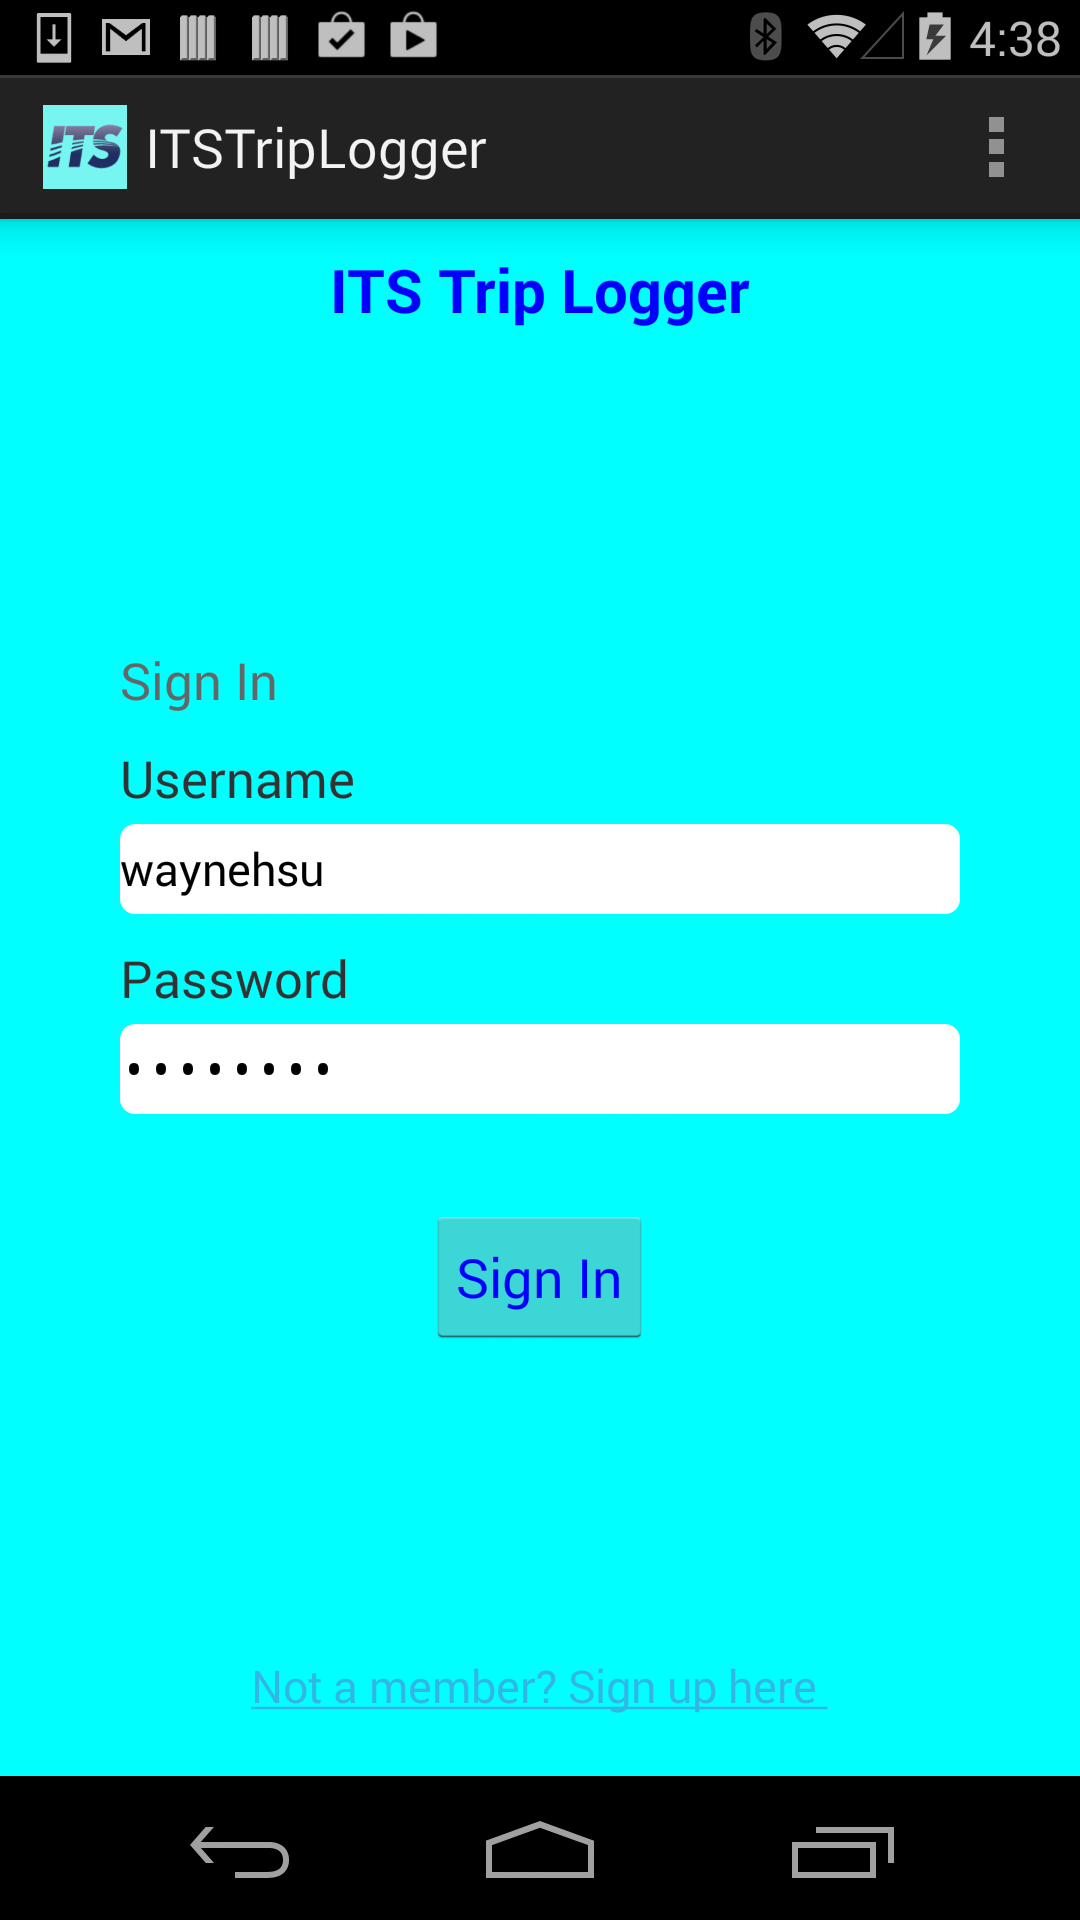 4:38
ITS ITSTripLogger
ITS Trip Logger
Sign In
Username
waynehsu
Password
••••••••
Sign In
Not a member? Sign up here